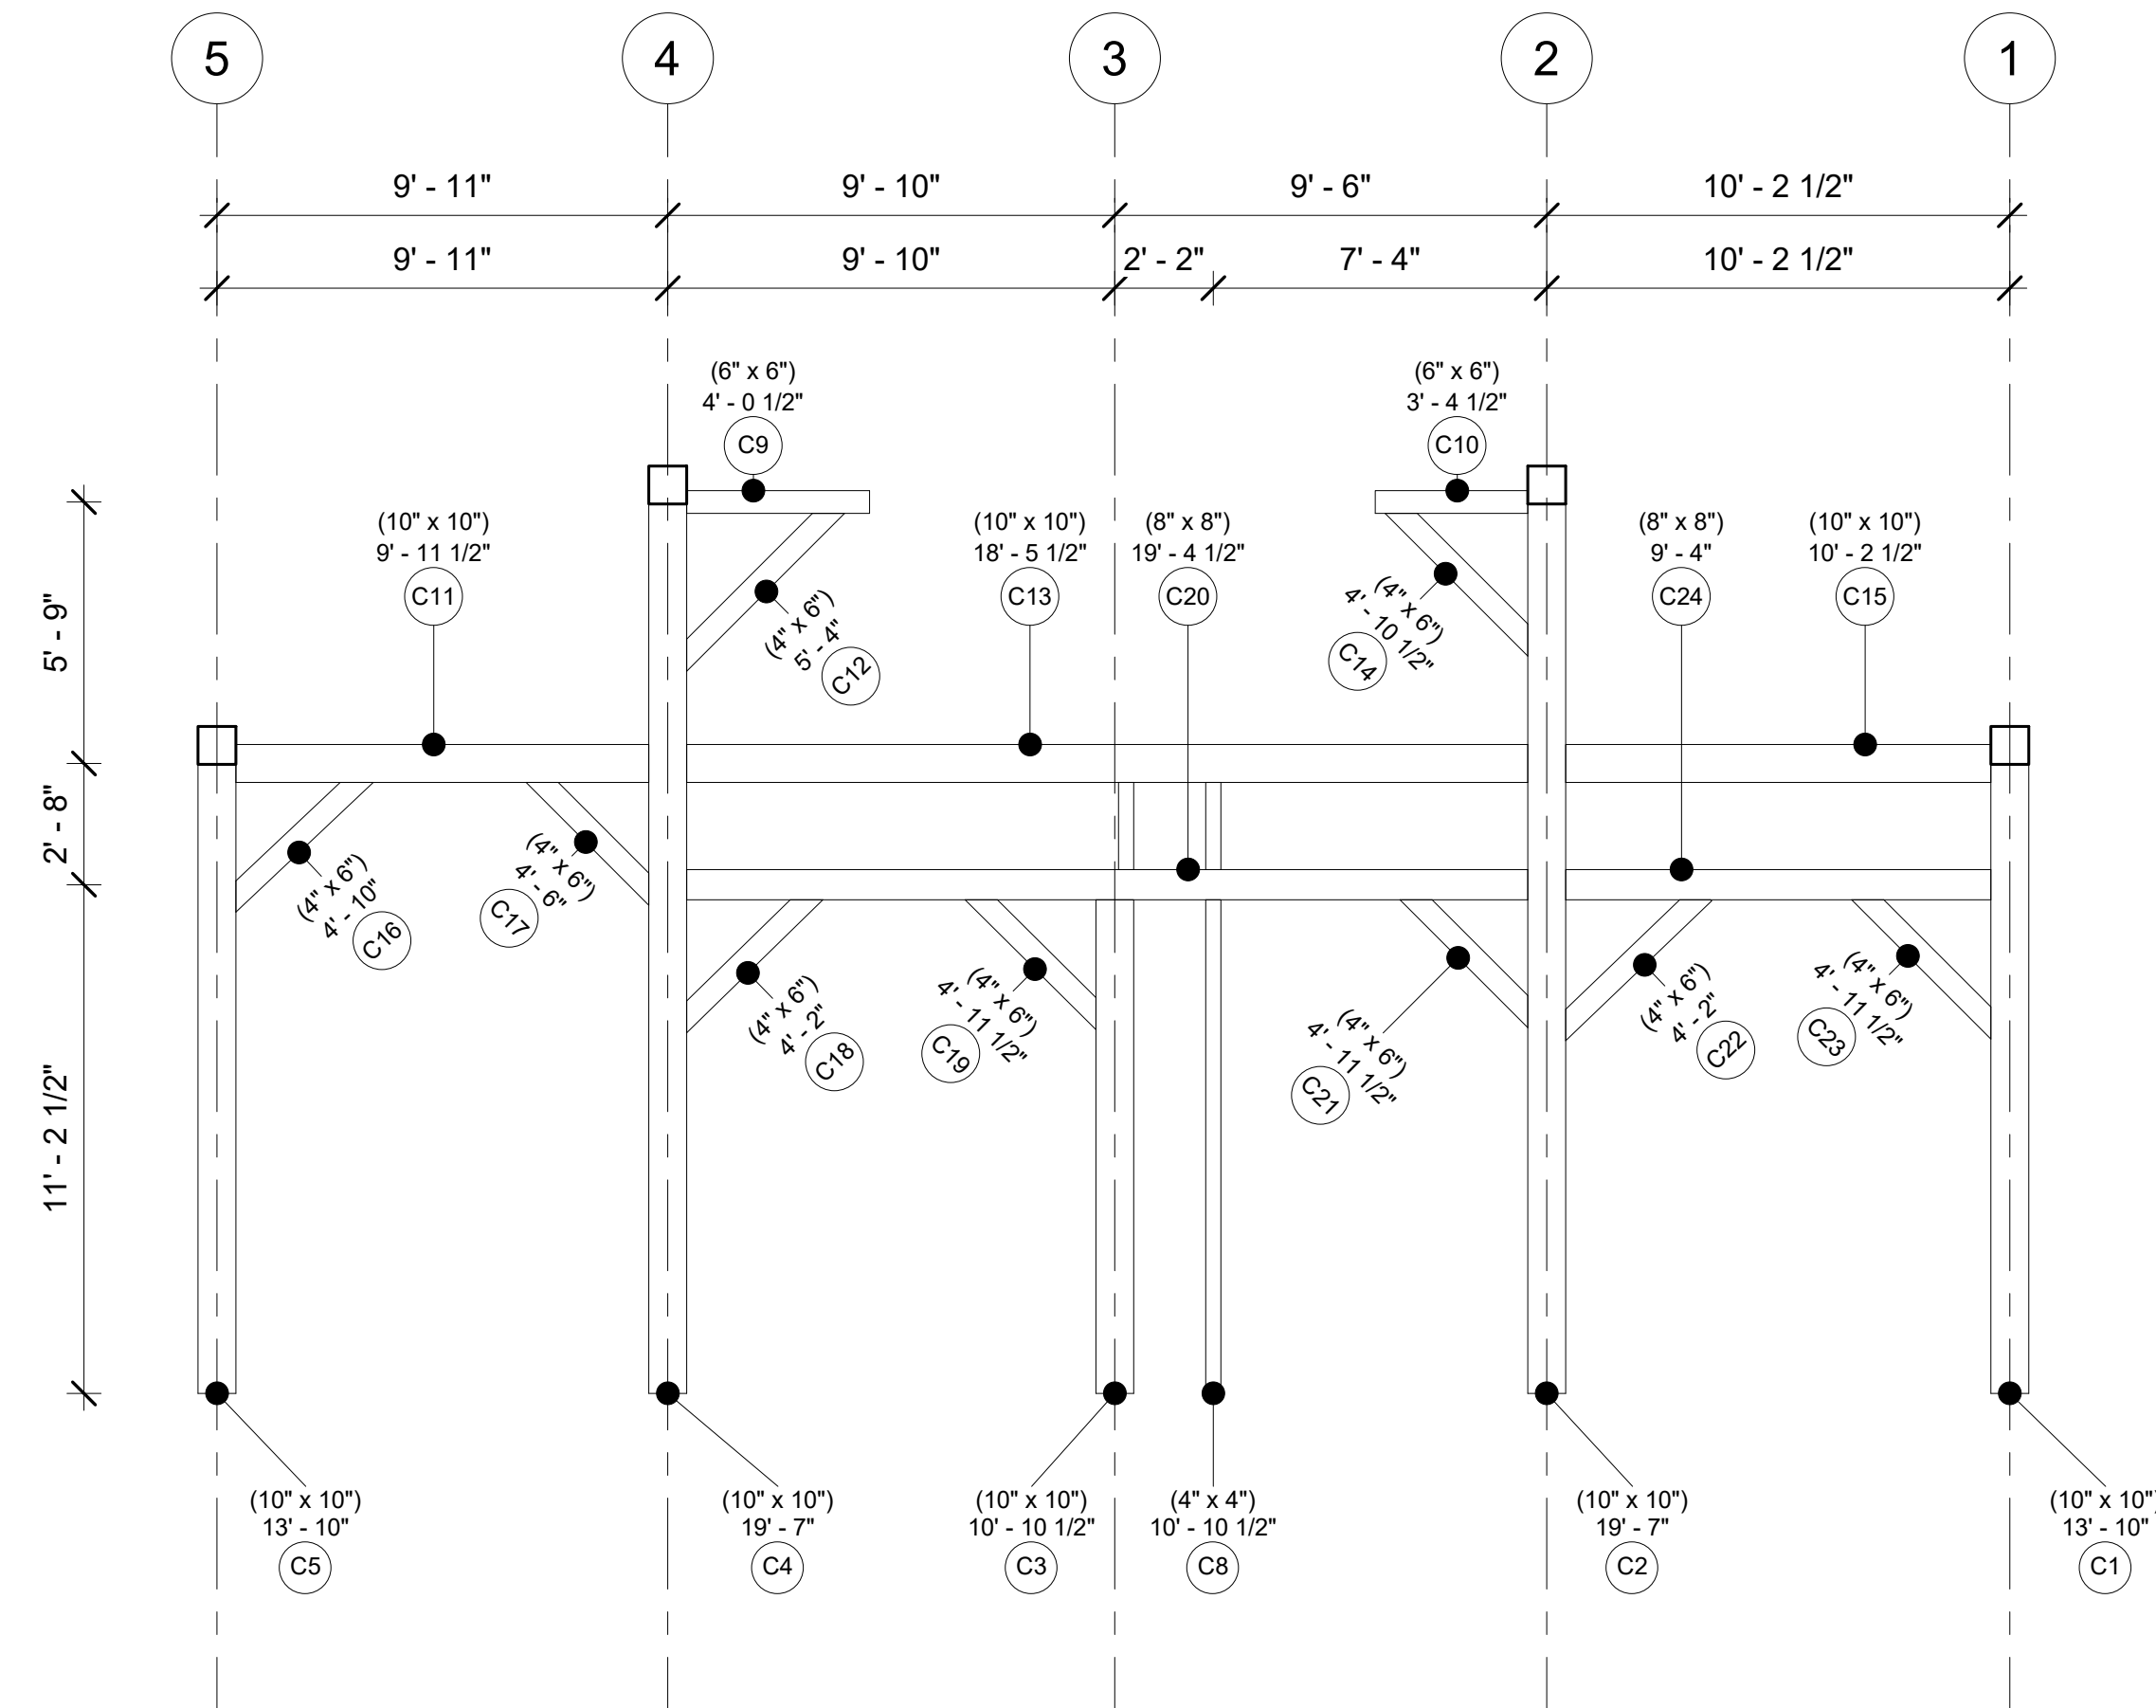 5 4 3 2 1
9' - 11" 9' - 10" 9' - 6" 10' - 2 1/2"
9' - 11" 9' - 10" 2' - 2" 7' - 4" 10' - 2 1/2"
(6" x 6")
4' - 0 1/2"
C9
(6" x 6")
3' - 4 1/2"
C10
(10" x 10")
9' - 11 1/2"
C11
(10" x 10")
18' - 5 1/2"
C13
(8" x 8")
19' - 4 1/2"
C20
(8" x 8")
9' - 4"
C24
(10" x 10")
10' - 2 1/2"
C15
(4" x 6")
5' - 4"
C12
(4" x 6")
4' - 10 1/2"
C14
5' - 9"
2' - 8"
11' - 2 1/2"
(4" x 6")
4' - 10"
C16
(4" x 6")
4' - 6"
C17
(4" x 6")
4' - 2"
C18
(4" x 6")
4' - 11 1/2"
C19
(4" x 6")
4' - 11 1/2"
C21
(4" x 6")
4' - 2"
C22
(4" x 6")
4' - 11 1/2"
C23
(10" x 10")
13' - 10"
C5
(10" x 10")
19' - 7"
C4
(10" x 10")
10' - 10 1/2"
C3
(4" x 4")
10' - 10 1/2"
C8
(10" x 10")
19' - 7"
C2
(10" x 10")
13' - 10"
C1